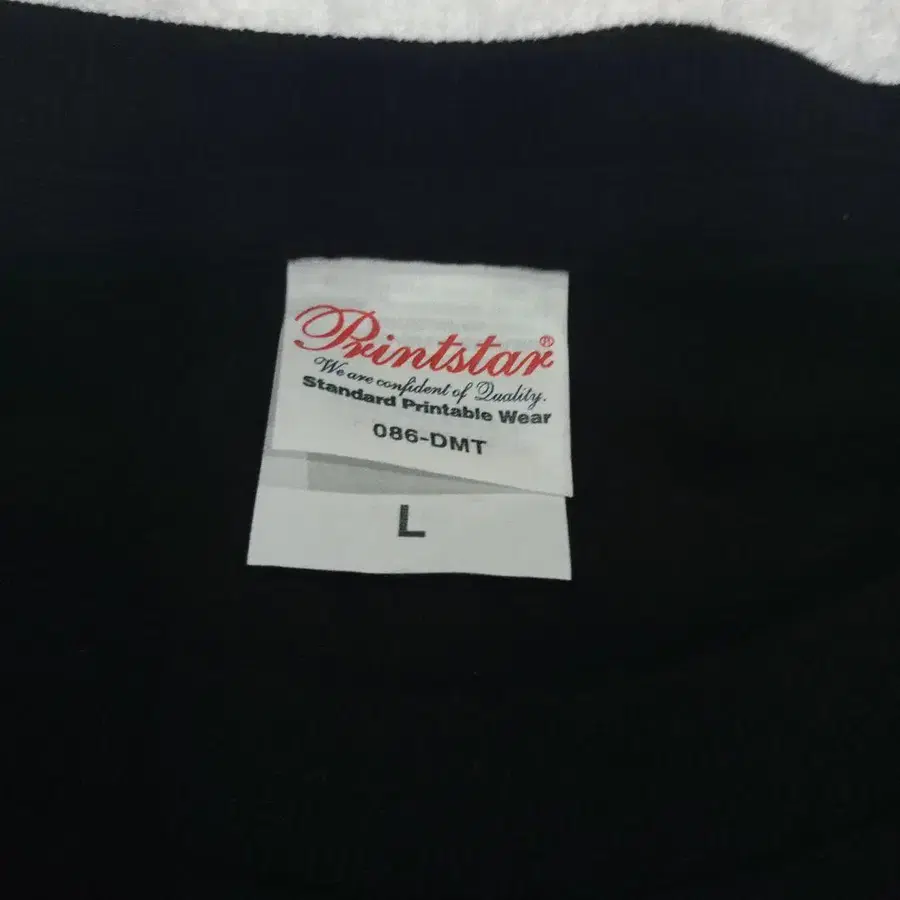 Printstar®
We are confident of Quality.
Standard Printable Wear
086-DMT
L